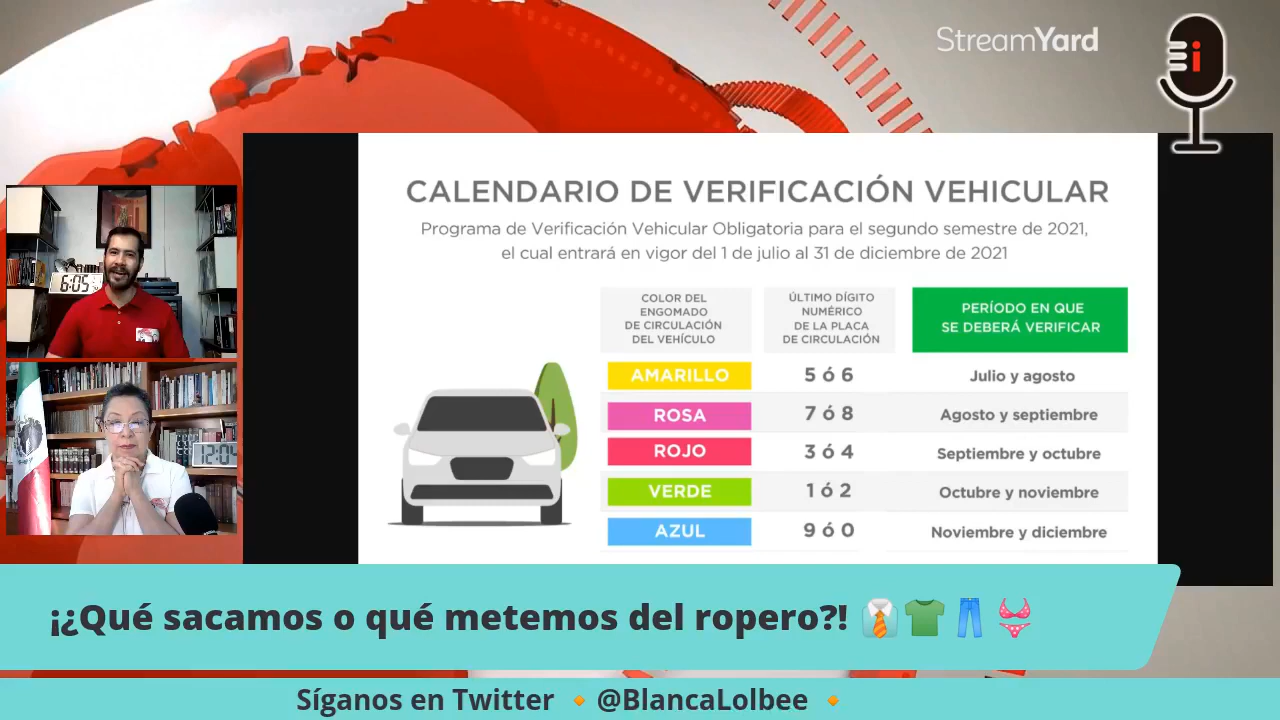 StreamYard
i
CALENDARIO DE VERIFICACIÓN VEHICULAR
Programa de Verificación Vehicular Obligatoria para el segundo semestre de 2021,
el cual entrará en vigor del 1 de julio al 31 de diciembre de 2021
COLOR DEL
ENGOMADO
DE CIRCULACIÓN
DEL VEHÍCULO
ÚLTIMO DÍGITO
NUMÉRICO
DE LA PLACA
DE CIRCULACIÓN
PERÍODO EN QUE
SE DEBERÁ VERIFICAR
AMARILLO 5 ó 6 Julio y agosto
ROSA 7 ó 8 Agosto y septiembre
ROJO 3 ó 4 Septiembre y octubre
VERDE 1 ó 2 Octubre y noviembre
AZUL 9 ó 0 Noviembre y diciembre
6:05
12:04
¡¿Qué sacamos o qué metemos del ropero?!
Síganos en Twitter 🔸 @BlancaLolbee 🔸